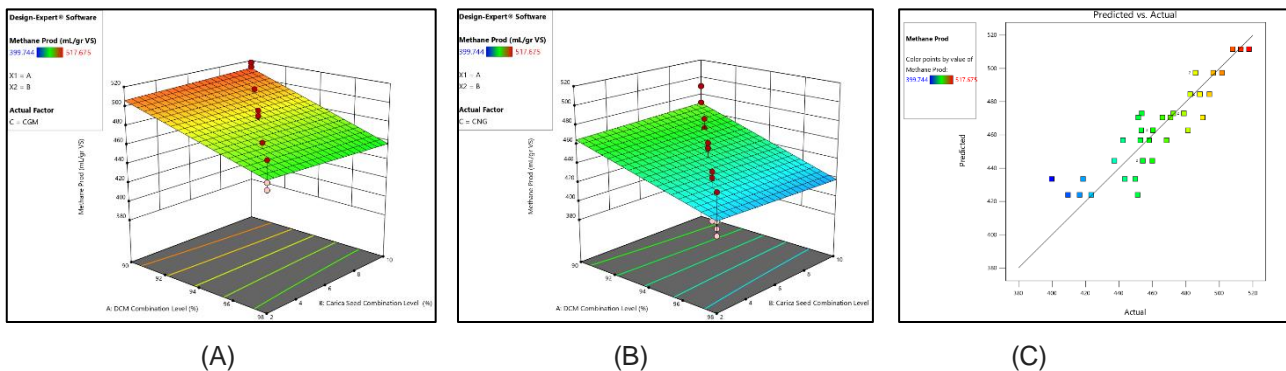 Design-Expert® Software
Methane Prod (mL/gr VS)
399.744 517.675
X1 = A
X2 = B
Actual Factor
C = CGM
Methane Prod (mL/gr VS)
520
500
480
460
440
420
400
380
90
92
94
96
98
2
4
6
8
10
A: DCM Combination Level (%)
B: Carica Seed Combination Level (%)
(A)
Design-Expert® Software
Methane Prod (mL/gr VS)
399.744 517.675
X1 = A
X2 = B
Actual Factor
C = CNG
Methane Prod (mL/gr VS)
520
500
480
460
440
420
400
380
90
92
94
96
98
2
4
6
8
10
A: DCM Combination Level (%)
B: Carica Seed Combination Level (%)
(B)
Predicted vs. Actual
Methane Prod
Color points by value of
Methane Prod:
399.744 517.675
Predicted
520
500
480
460
440
420
400
380
380 400 420 440 460 480 500 520
Actual
(C)